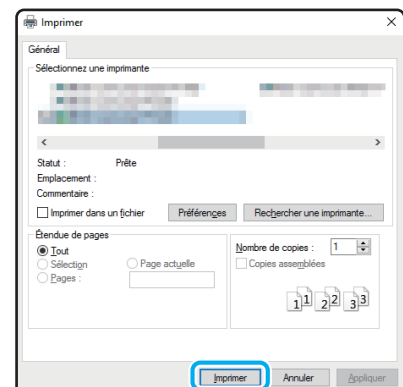 Imprimer
Général
Sélectionnez une imprimante
Statut : Prête
Emplacement :
Commentaire :
Imprimer dans un fichier Préférences Rechercher une imprimante...
Étendue de pages
Tout
Sélection Page actuelle
Pages :
Nombre de copies : 1
Copies assemblées
1 1 2 2 3 3
Imprimer Annuler Appliquer